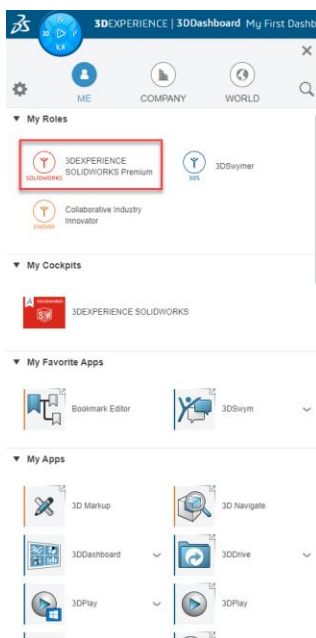 3DEXPERIENCE | 3DDashboard My First Dashb
3D
V.R
ME
COMPANY
WORLD
My Roles
3DEXPERIENCE
SOLIDWORKS Premium
SOLIDWORKS
3DSwymer
3DS
Collaborative Industry
Innovator
ENOVIA
My Cockpits
3DEXPERIENCE SOLIDWORKS
SW
My Favorite Apps
Bookmark Editor
3DSwym
My Apps
3D Markup
3D Navigate
3DDashboard
3DDrive
3DPlay
3DPlay